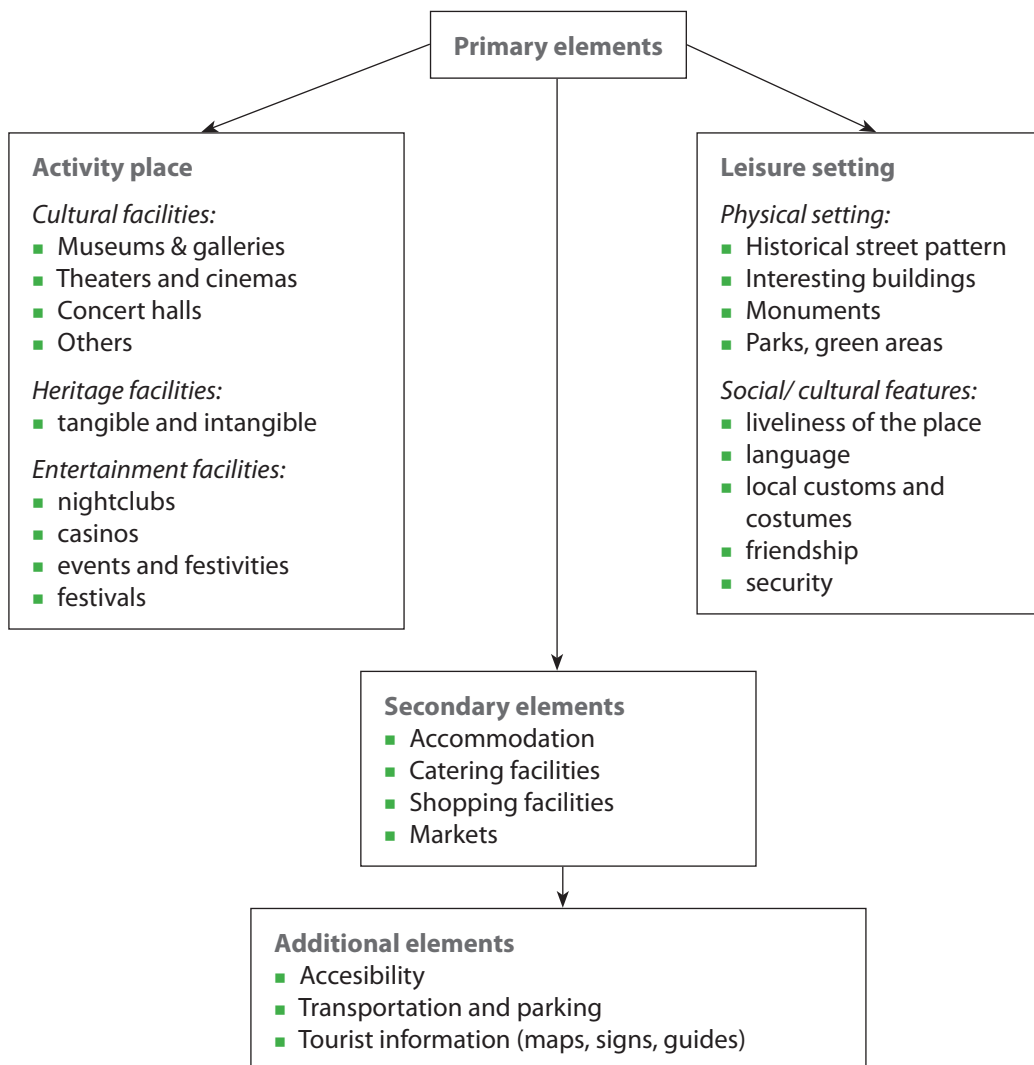 Primary elements
Activity place
Cultural facilities:
■ Museums & galleries
■ Theaters and cinemas
■ Concert halls
■ Others
Heritage facilities:
■ tangible and intangible
Entertainment facilities:
■ nightclubs
■ casinos
■ events and festivities
■ festivals
Leisure setting
Physical setting:
■ Historical street pattern
■ Interesting buildings
■ Monuments
■ Parks, green areas
Social/ cultural features:
■ liveliness of the place
■ language
■ local customs and
costumes
■ friendship
■ security
Secondary elements
■ Accommodation
■ Catering facilities
■ Shopping facilities
■ Markets
Additional elements
■ Accesibility
■ Transportation and parking
■ Tourist information (maps, signs, guides)